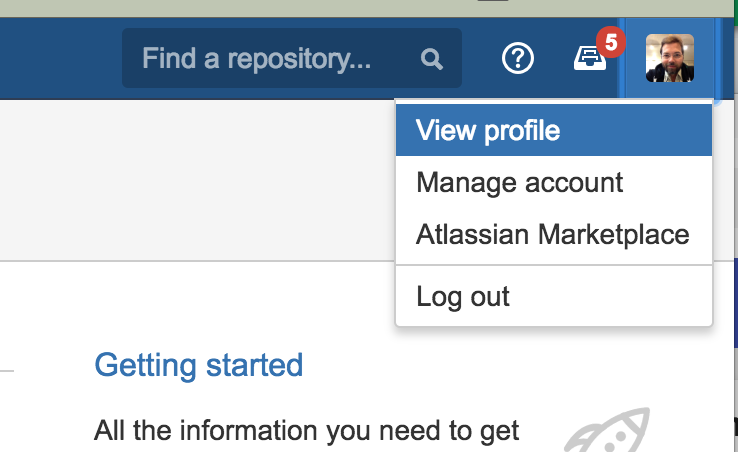 Find a repository...
?
5
View profile
Manage account
Atlassian Marketplace
Log out
Getting started
All the information you need to get